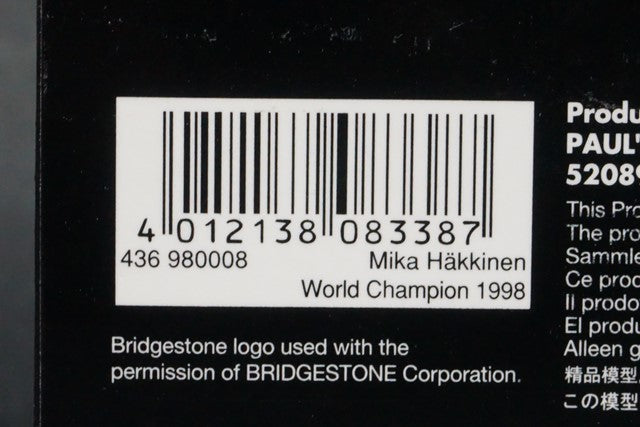 4 012138 083387
436 980008 Mika Häkkinen
World Champion 1998
Bridgestone logo used with the
permission of BRIDGESTONE Corporation.
Produ
PAUL'
5208
This Pro
The pro
Sammle
Ce prod
Il prodo
El produ
Alleen g
精品模型
この模型